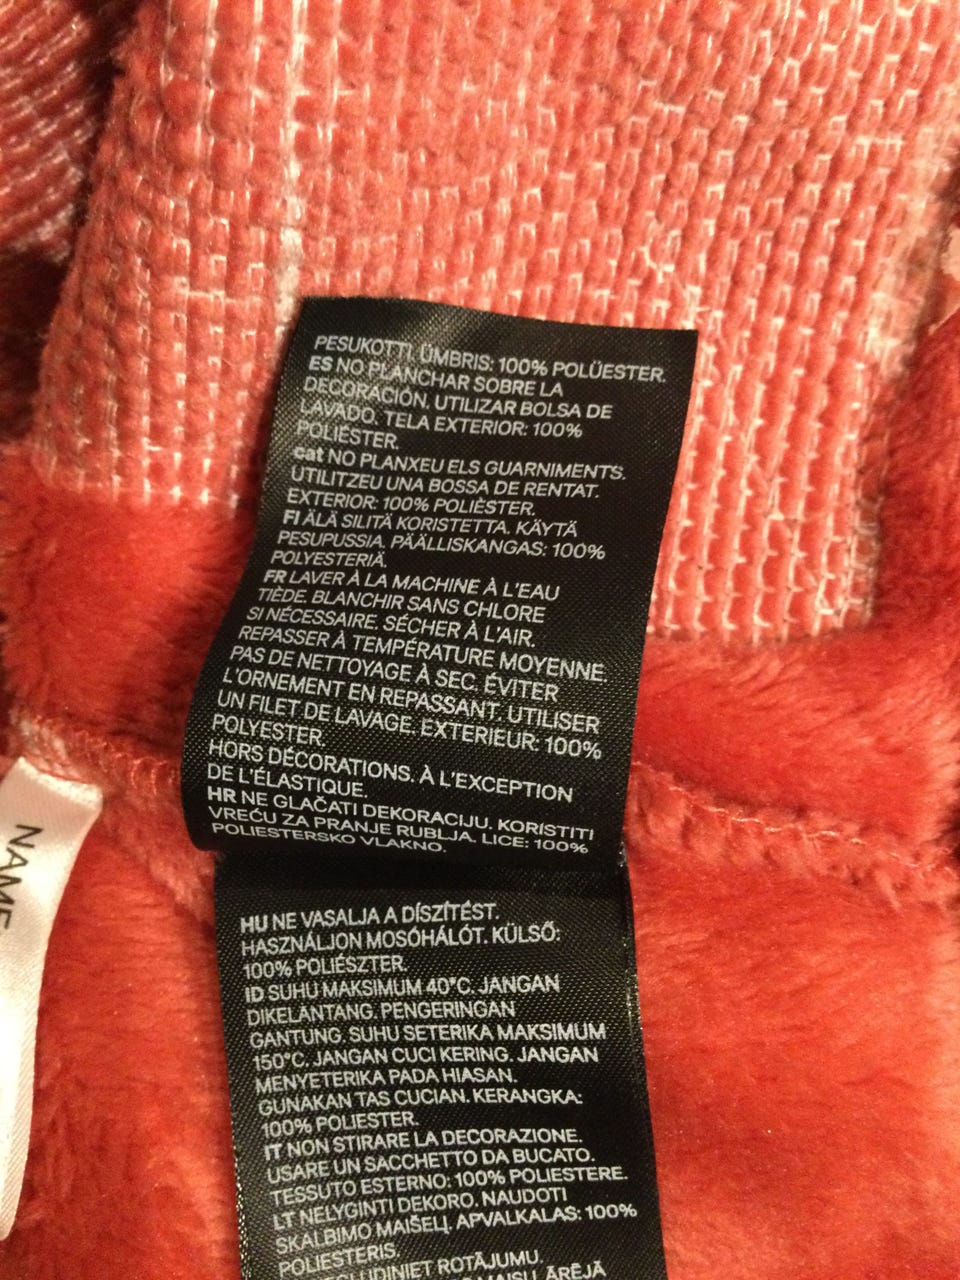 PESUKOTTI. ÜMBRIS: 100% POLÜESTER.
ES NO PLANCHAR SOBRE LA
DECORACIÓN. UTILIZAR BOLSA DE
LAVADO. TELA EXTERIOR: 100%
POLIÉSTER.
cat NO PLANXEU ELS GUARNIMENTS.
UTILITZEU UNA BOSSA DE RENTAT.
EXTERIOR: 100% POLIÈSTER.
FI ÄLÄ SILITÄ KORISTETTA. KÄYTÄ
PESUPUSSIA. PÄÄLLISKANGAS: 100%
POLYESTERIÄ.
FR LAVER À LA MACHINE À L'EAU
TIÈDE. BLANCHIR SANS CHLORE
SI NÉCESSAIRE. SÉCHER À L'AIR.
REPASSER À TEMPÉRATURE MOYENNE.
PAS DE NETTOYAGE À SEC. ÉVITER
L'ORNEMENT EN REPASSANT. UTILISER
UN FILET DE LAVAGE. EXTÉRIEUR: 100%
POLYESTER.
HORS DÉCORATIONS. À L'EXCEPTION
DE L'ÉLASTIQUE.
HR NE GLAČATI DEKORACIJU. KORISTITI
VREĆU ZA PRANJE RUBLJA. LICE: 100%
POLIESTERSKO VLAKNO.
HU NE VASALJA A DÍSZÍTÉST.
HASZNÁLJON MOSÓHÁLÓT. KÜLSŐ:
100% POLIÉSZTER.
ID SUHU MAKSIMUM 40°C. JANGAN
DIKELANTANG. PENGERINGAN
GANTUNG. SUHU SETERIKA MAKSIMUM
150°C. JANGAN CUCI KERING. JANGAN
MENYETERIKA PADA HIASAN.
GUNAKAN TAS CUCIAN. KERANGKA:
100% POLIESTER.
IT NON STIRARE LA DECORAZIONE.
USARE UN SACCHETTO DA BUCATO.
TESSUTO ESTERNO: 100% POLIESTERE.
LT NELYGINTI DEKORO. NAUDOTI
SKALBIMO MAIŠELĮ. APVALKALAS: 100%
POLIESTERIS.
ROTĀJUMU.
ĀRĒJĀ
NAME